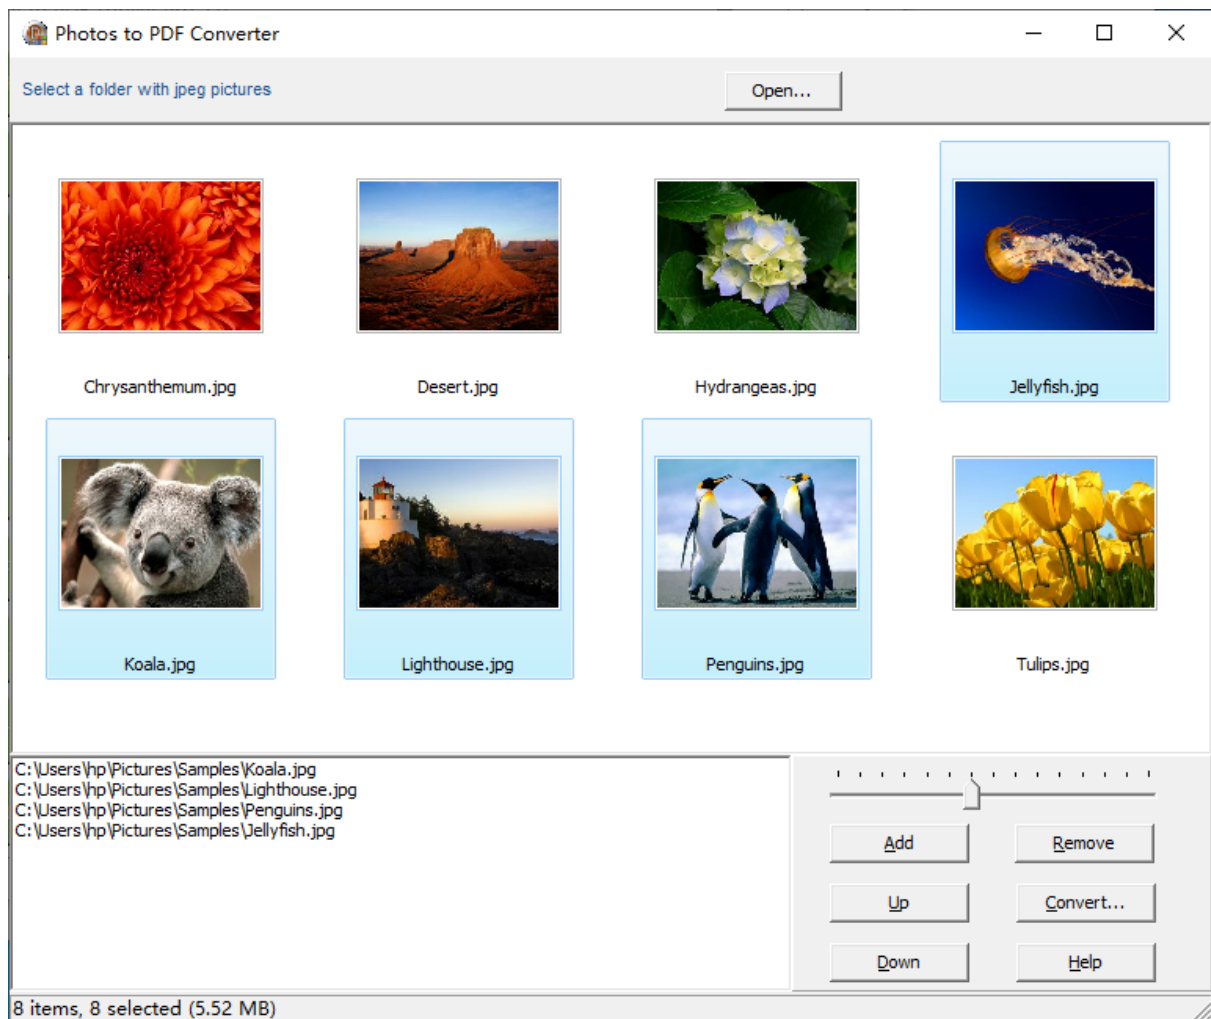 Photos to PDF Converter
Select a folder with jpeg pictures
Open...
Chrysanthemum.jpg
Desert.jpg
Hydrangeas.jpg
Jellyfish.jpg
Koala.jpg
Lighthouse.jpg
Penguins.jpg
Tulips.jpg
C:\Users\hp\Pictures\Samples\Koala.jpg
C:\Users\hp\Pictures\Samples\Lighthouse.jpg
C:\Users\hp\Pictures\Samples\Penguins.jpg
C:\Users\hp\Pictures\Samples\Jellyfish.jpg
Add
Remove
Up
Convert...
Down
Help
8 items, 8 selected (5.52 MB)